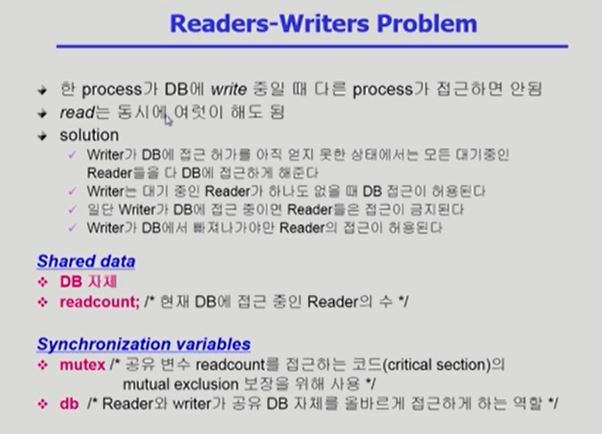 Readers-Writers Problem
한 process가 DB에 write 중일 때 다른 process가 접근하면 안됨
read는 동시에 여럿이 해도 됨
solution
✓ Writer가 DB에 접근 허가를 아직 얻지 못한 상태에서는 모든 대기중인
Reader들을 다 DB에 접근하게 해준다
✓ Writer는 대기 중인 Reader가 하나도 없을 때 DB 접근이 허용된다
✓ 일단 Writer가 DB에 접근 중이면 Reader들은 접근이 금지된다
✓ Writer가 DB에서 빠져나가야만 Reader의 접근이 허용된다
Shared data
❖ DB 자체
❖ readcount; /* 현재 DB에 접근 중인 Reader의 수 */
Synchronization variables
❖ mutex /* 공유 변수 readcount를 접근하는 코드(critical section)의
mutual exclusion 보장을 위해 사용 */
❖ db /* Reader와 writer가 공유 DB 자체를 올바르게 접근하게 하는 역할 */